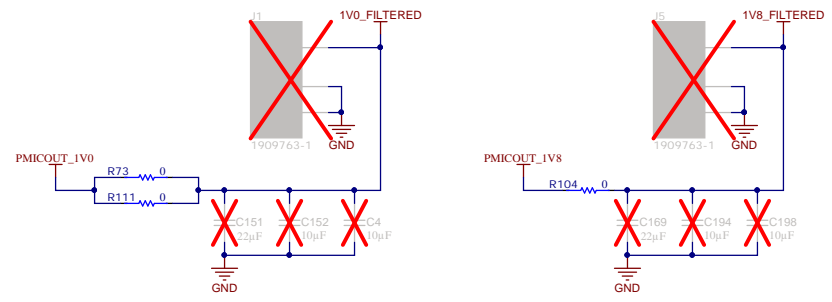 J1
1V0_FILTERED
1909763-1
GND
PMICOUT_1V0
R73 0
R111 0
C151
22µF
C152
10µF
C4
10µF
GND
J5
1V8_FILTERED
1909763-1
GND
PMICOUT_1V8
R104 0
C169
22µF
C194
10µF
C198
10µF
GND